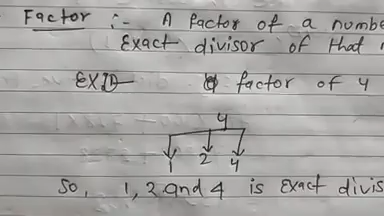 Factor :- A factor of a numbe
Exact divisor of that
EX ① factor of 4
4
1 2 4
So, 1, 2 and 4 is Exact divis